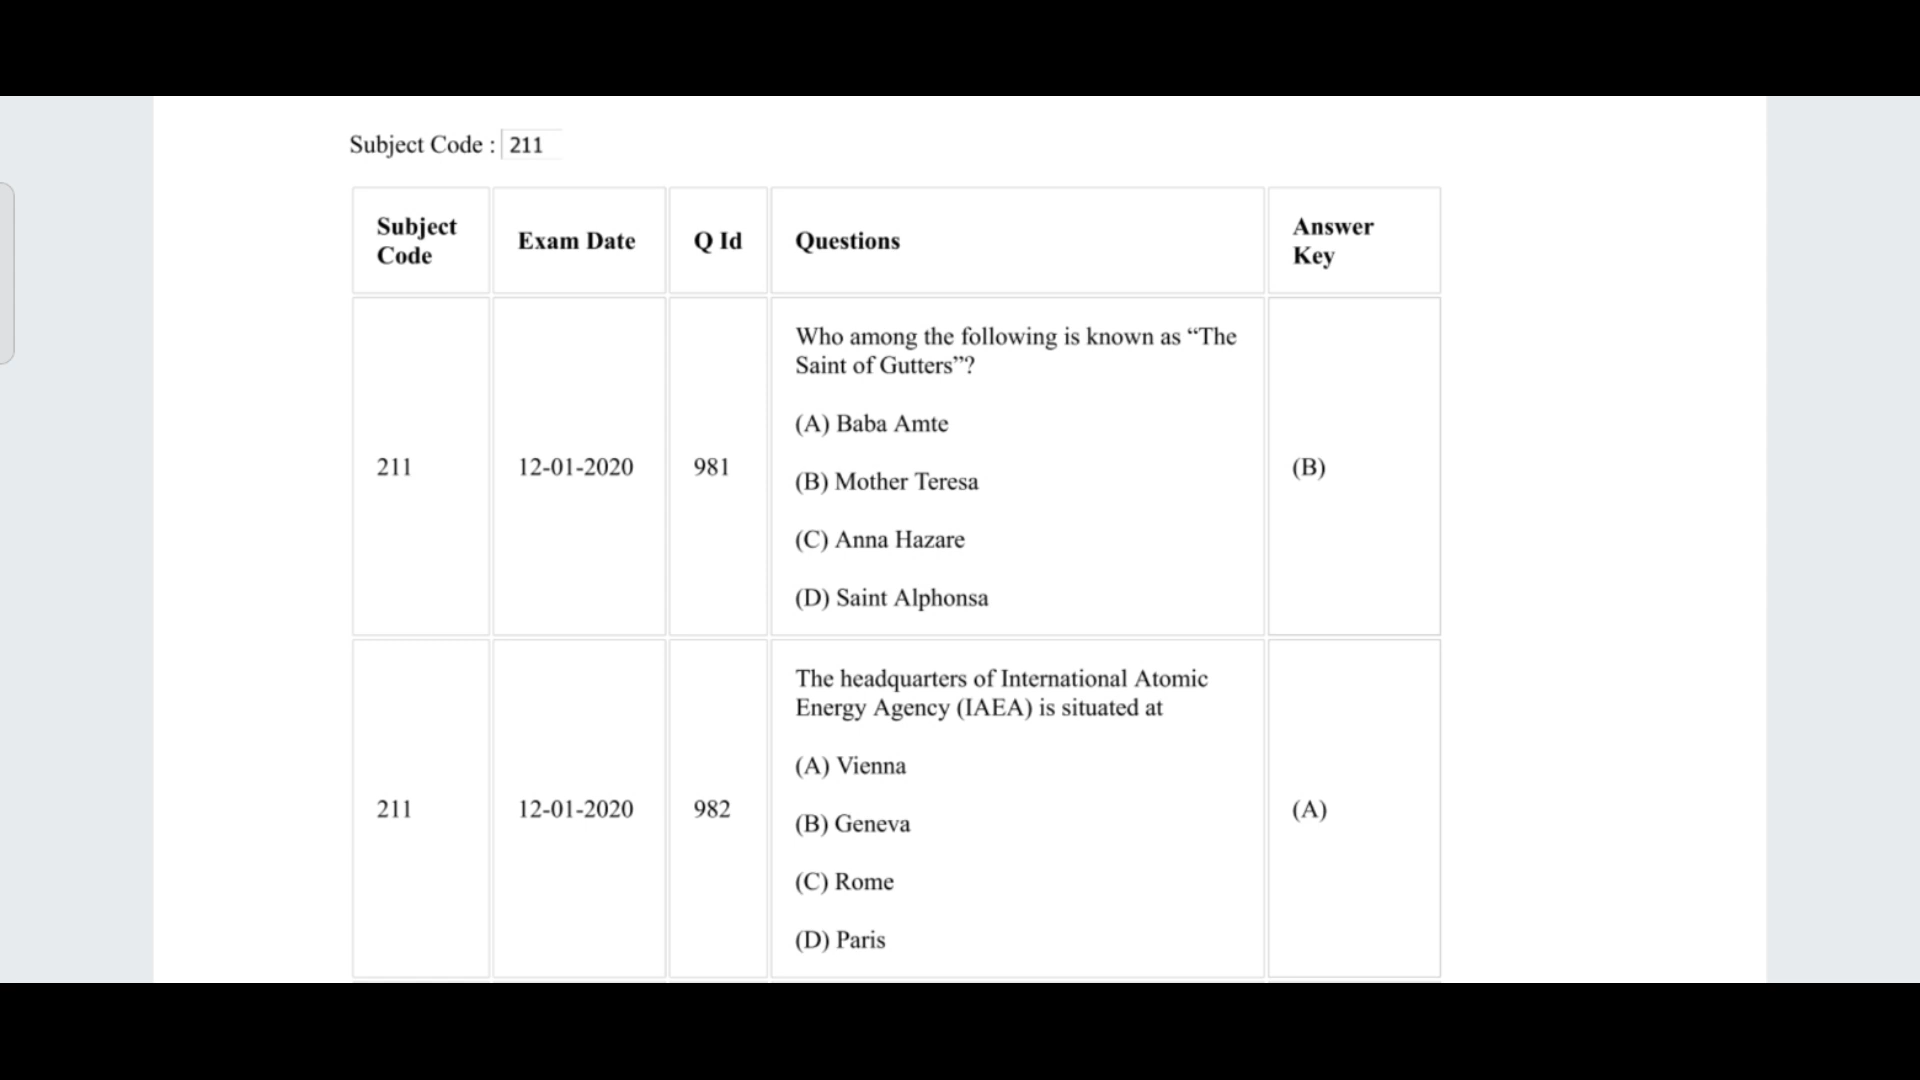 Subject Code : 211
Subject
Code
Exam Date
Q Id
Questions
Answer
Key
211
12-01-2020
981
Who among the following is known as “The
Saint of Gutters”?
(A) Baba Amte
(B) Mother Teresa
(C) Anna Hazare
(D) Saint Alphonsa
(B)
211
12-01-2020
982
The headquarters of International Atomic
Energy Agency (IAEA) is situated at
(A) Vienna
(B) Geneva
(C) Rome
(D) Paris
(A)